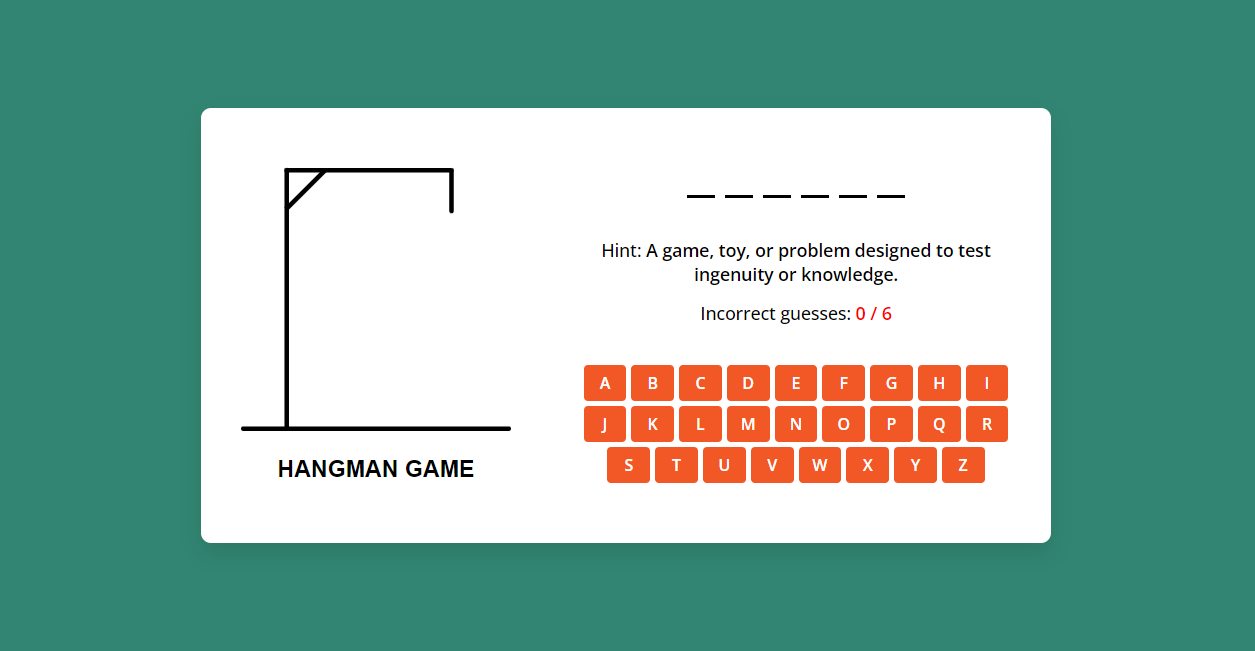 Hint: A game, toy, or problem designed to test
ingenuity or knowledge.
Incorrect guesses: 0 / 6
A B C D E F G H I
J K L M N O P Q R
S T U V W X Y Z
HANGMAN GAME